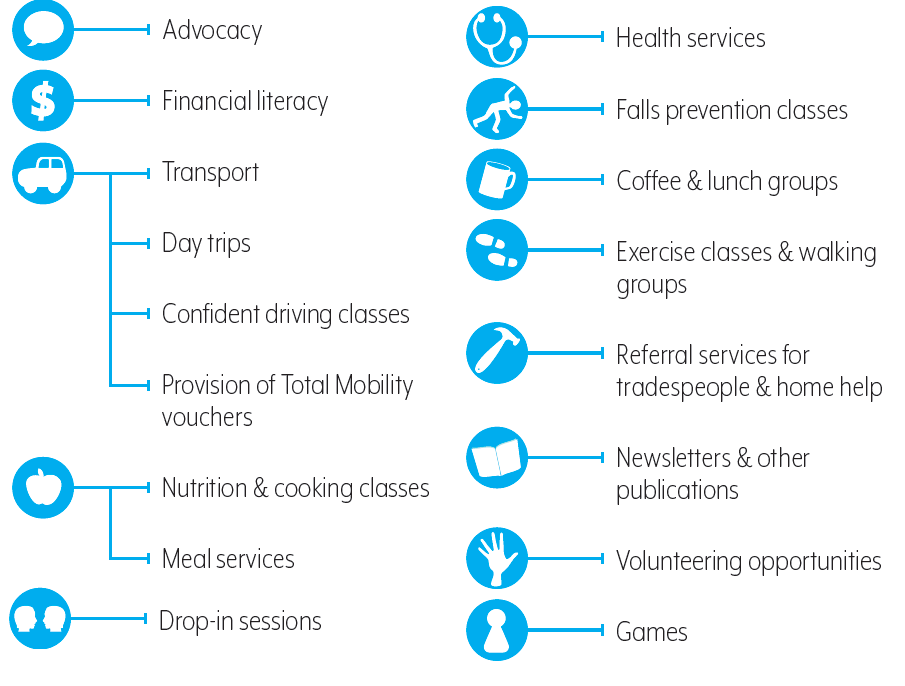 Advocacy
Financial literacy
Transport
Day trips
Confident driving classes
Provision of Total Mobility
vouchers
Nutrition & cooking classes
Meal services
Drop-in sessions
Health services
Falls prevention classes
Coffee & lunch groups
Exercise classes & walking
groups
Referral services for
tradespeople & home help
Newsletters & other
publications
Volunteering opportunities
Games